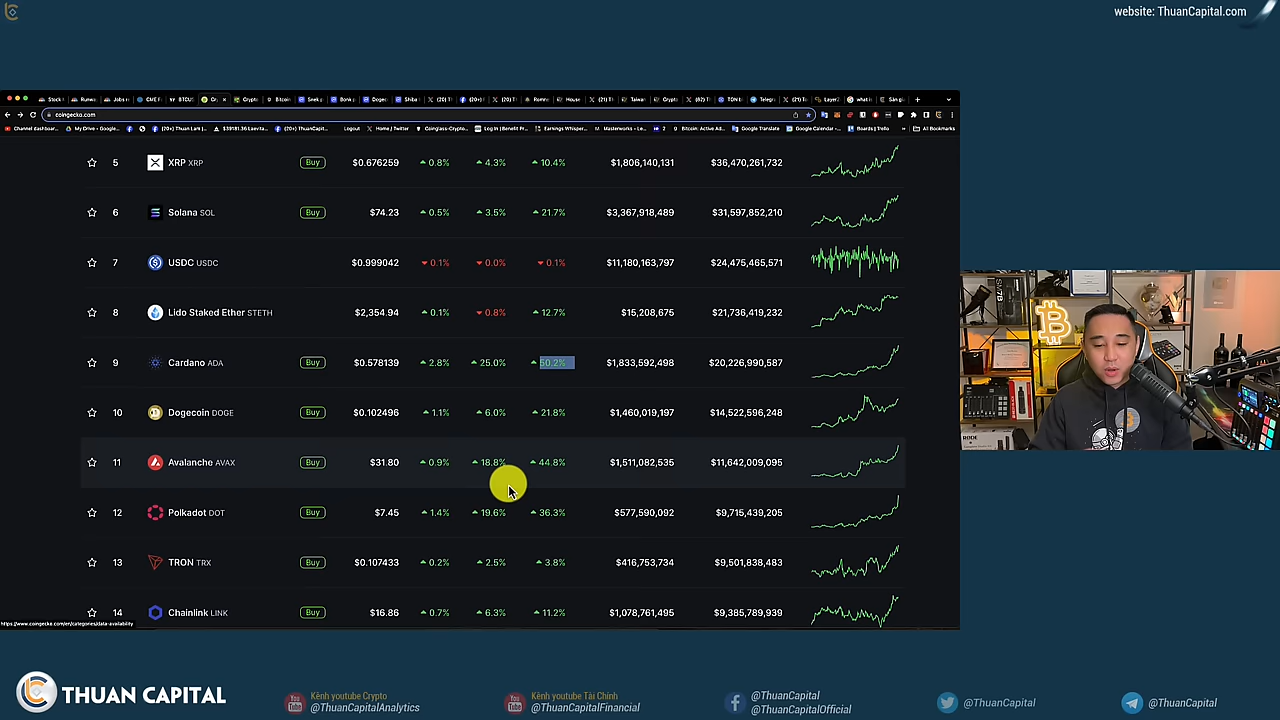 website: ThuanCapital.com
coingecko.com
5 XRP XRP Buy $0.676259 0.8% 4.3% 10.4% $1,806,140,131 $36,470,261,732
6 Solana SOL Buy $74.23 0.5% 3.5% 21.7% $3,367,918,489 $31,597,852,210
7 USDC USDC $0.999042 0.1% 0.0% 0.1% $11,180,163,797 $24,475,465,571
8 Lido Staked Ether STETH $2,354.94 0.1% 0.8% 12.7% $15,208,675 $21,736,419,232
9 Cardano ADA Buy $0.578139 2.8% 25.0% 50.2% $1,833,592,498 $20,226,990,587
10 Dogecoin DOGE Buy $0.102496 1.1% 6.0% 21.8% $1,460,019,197 $14,522,596,248
11 Avalanche AVAX Buy $31.80 0.9% 18.8% 44.8% $1,511,082,535 $11,642,009,095
12 Polkadot DOT Buy $7.45 1.4% 19.6% 36.3% $577,590,092 $9,715,439,205
13 TRON TRX Buy $0.107433 0.2% 2.5% 3.8% $416,753,734 $9,501,838,483
14 Chainlink LINK Buy $16.86 0.7% 6.3% 11.2% $1,078,761,495 $9,385,789,939
https://www.coingecko.com/en/categories/data-availability
THUAN CAPITAL
Kênh youtube Crypto
@ThuanCapitalAnalytics
Kênh youtube Tài Chính
@ThuanCapitalFinancial
@ThuanCapital
@ThuanCapitalOfficial
@ThuanCapital
@ThuanCapital